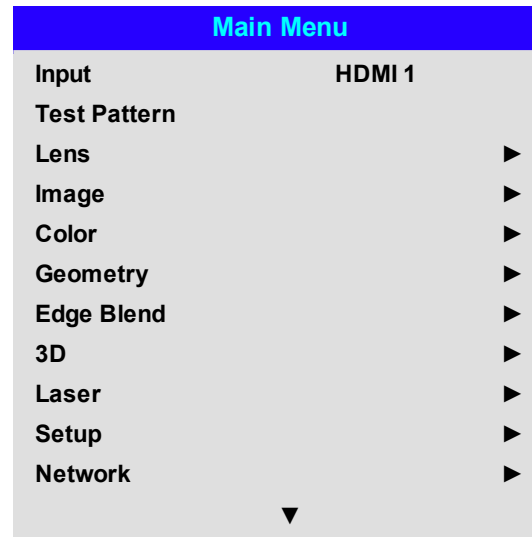 Main Menu
Input HDMI 1
Test Pattern
Lens ►
Image ►
Color ►
Geometry ►
Edge Blend ►
3D ►
Laser ►
Setup ►
Network ►
▼